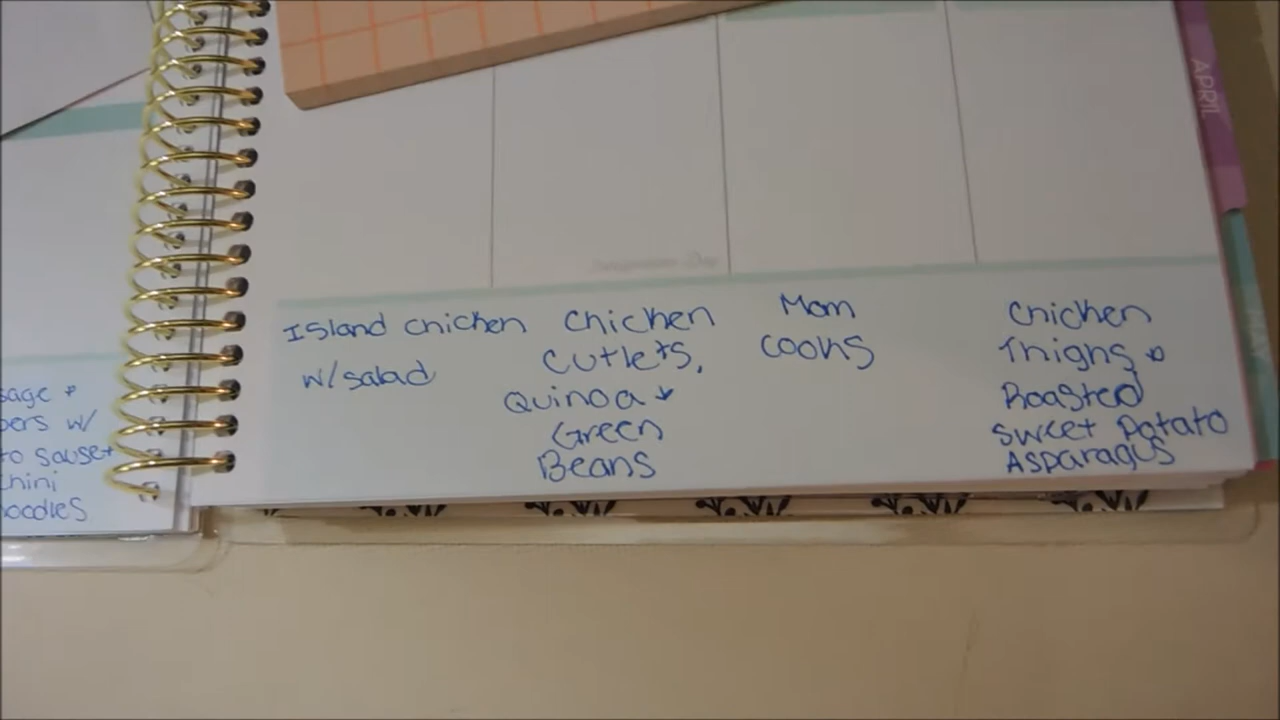 APRIL
sage +
pers w/
to sause+
chini
noodles
Island chicken
w/salad
Chicken
Cutlets,
Quinoa +
Green
Beans
Mom
cooks
Chicken
Thighs +
Roasted
sweet potato
Asparagus